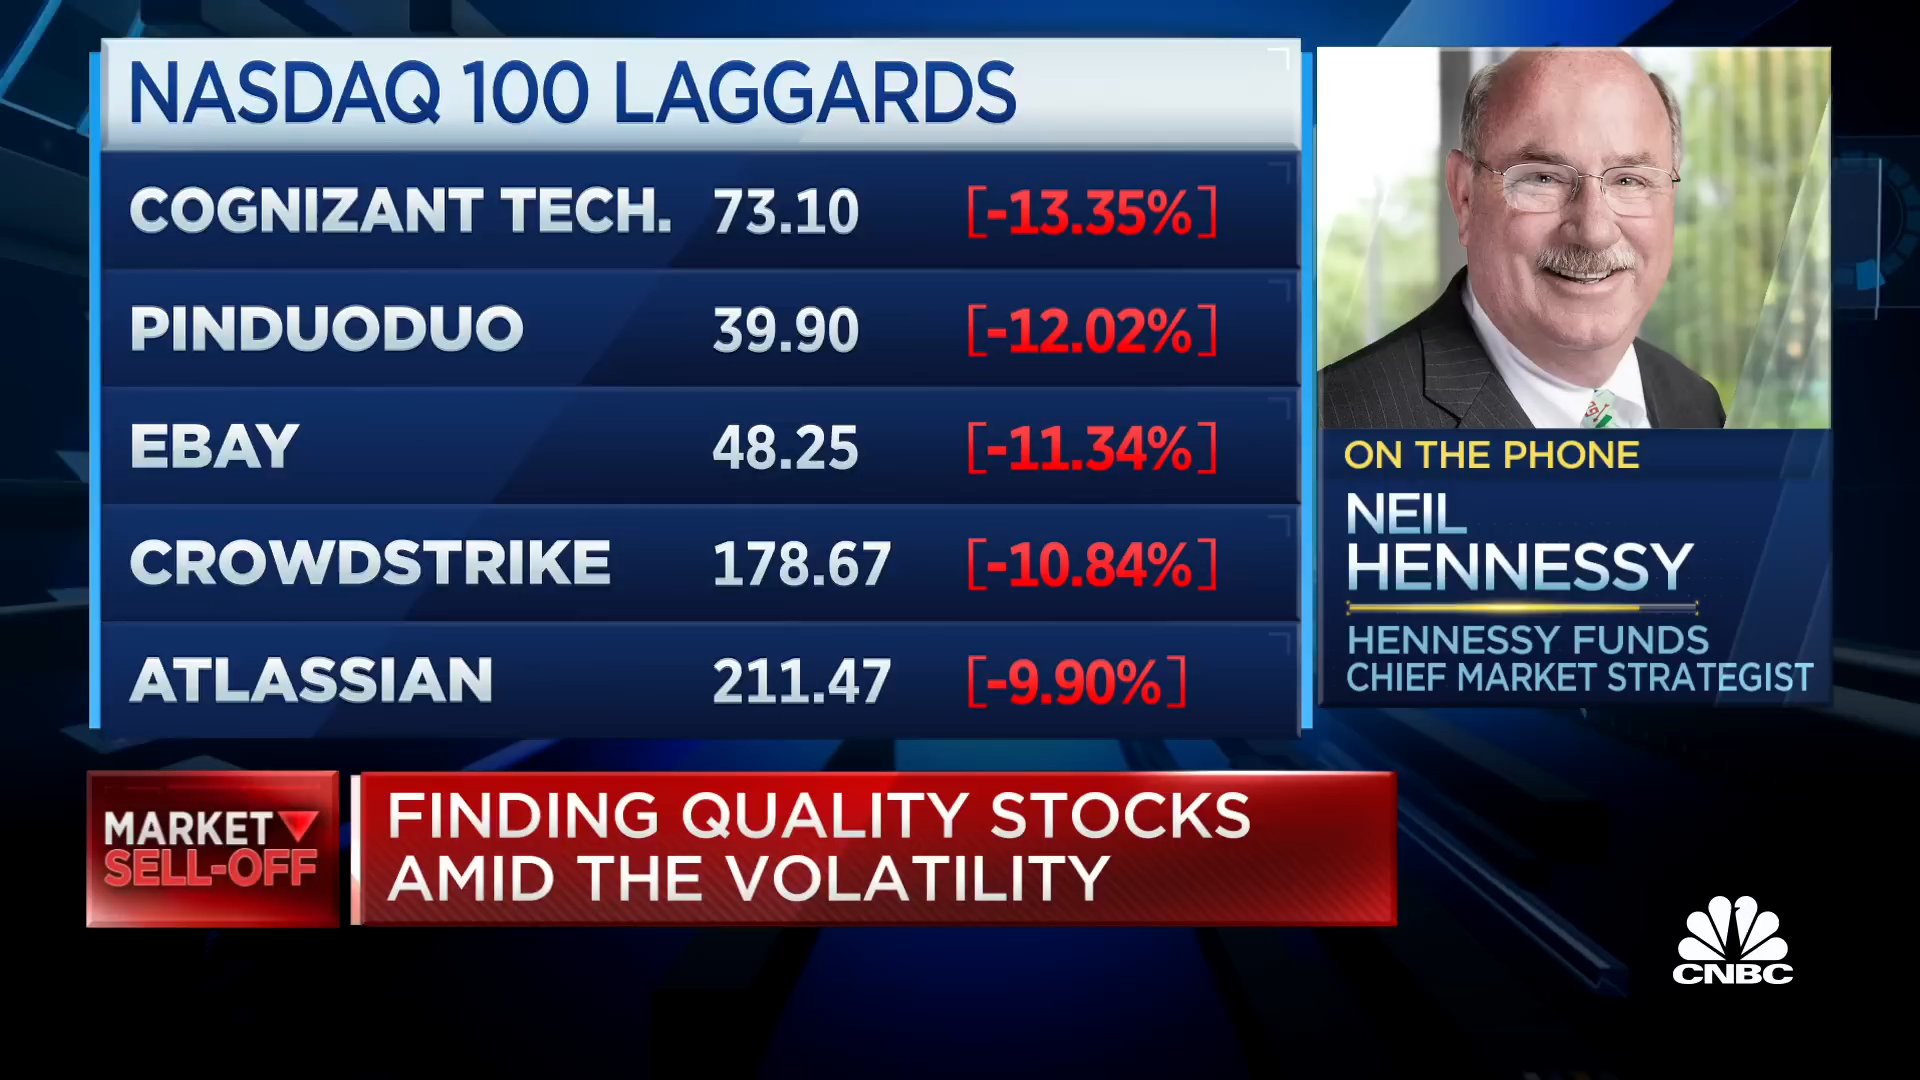 NASDAQ 100 LAGGARDS
COGNIZANT TECH. 73.10 [-13.35%]
PINDUODUO 39.90 [-12.02%]
EBAY 48.25 [-11.34%]
CROWDSTRIKE 178.67 [-10.84%]
ATLASSIAN 211.47 [-9.90%]
ON THE PHONE
NEIL
HENNESSY
HENNESSY FUNDS
CHIEF MARKET STRATEGIST
MARKET
SELL-OFF
FINDING QUALITY STOCKS
AMID THE VOLATILITY
CNBC